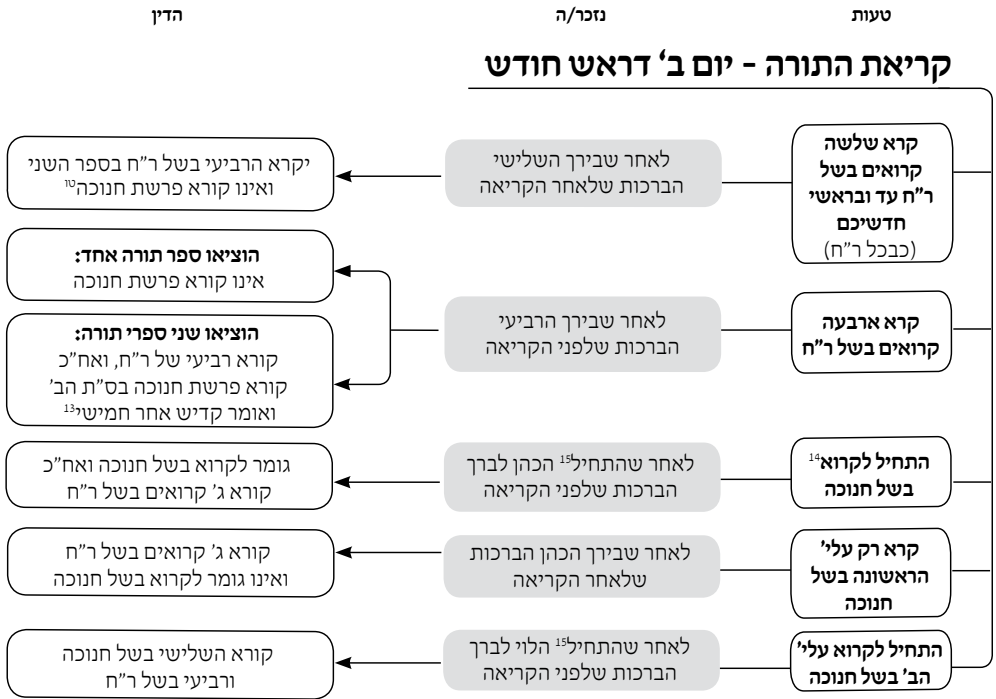 טעות
נזכר/ה
הדין
קריאת התורה - יום ב' דראש חודש
קרא שלשה
קרואים בשל
ר"ח עד ובראשי
חדשיכם
(כבכל ר"ח)
לאחר שבירך השלישי
הברכות שלאחר הקריאה
יקרא הרביעי בשל ר"ח בספר השני
ואינו קורא פרשת חנוכהטו
קרא ארבעה
קרואים בשל ר"ח
לאחר שבירך הרביעי
הברכות שלפני הקריאה
הוציאו ספר תורה אחד:
אינו קורא פרשת חנוכה
הוציאו שני ספרי תורה:
קורא רביעי של ר"ח, ואח"כ
קורא פרשת חנוכה בס"ת הב'
ואומר קדיש אחר חמישי13
התחיל לקרוא14
בשל חנוכה
לאחר שהתחיל15 הכהן לברך
הברכות שלפני הקריאה
גומר לקרוא בשל חנוכה ואח"כ
קורא ג' קרואים בשל ר"ח
קרא רק עלי'
הראשונה בשל
חנוכה
לאחר שבירך הכהן הברכות
שלאחר הקריאה
קורא ג' קרואים בשל ר"ח
ואינו גומר לקרוא בשל חנוכה
התחיל לקרוא עלי'
הב' בשל חנוכה
לאחר שהתחיל15 הלוי לברך
הברכות שלפני הקריאה
קורא השלישי בשל חנוכה
ורביעי בשל ר"ח